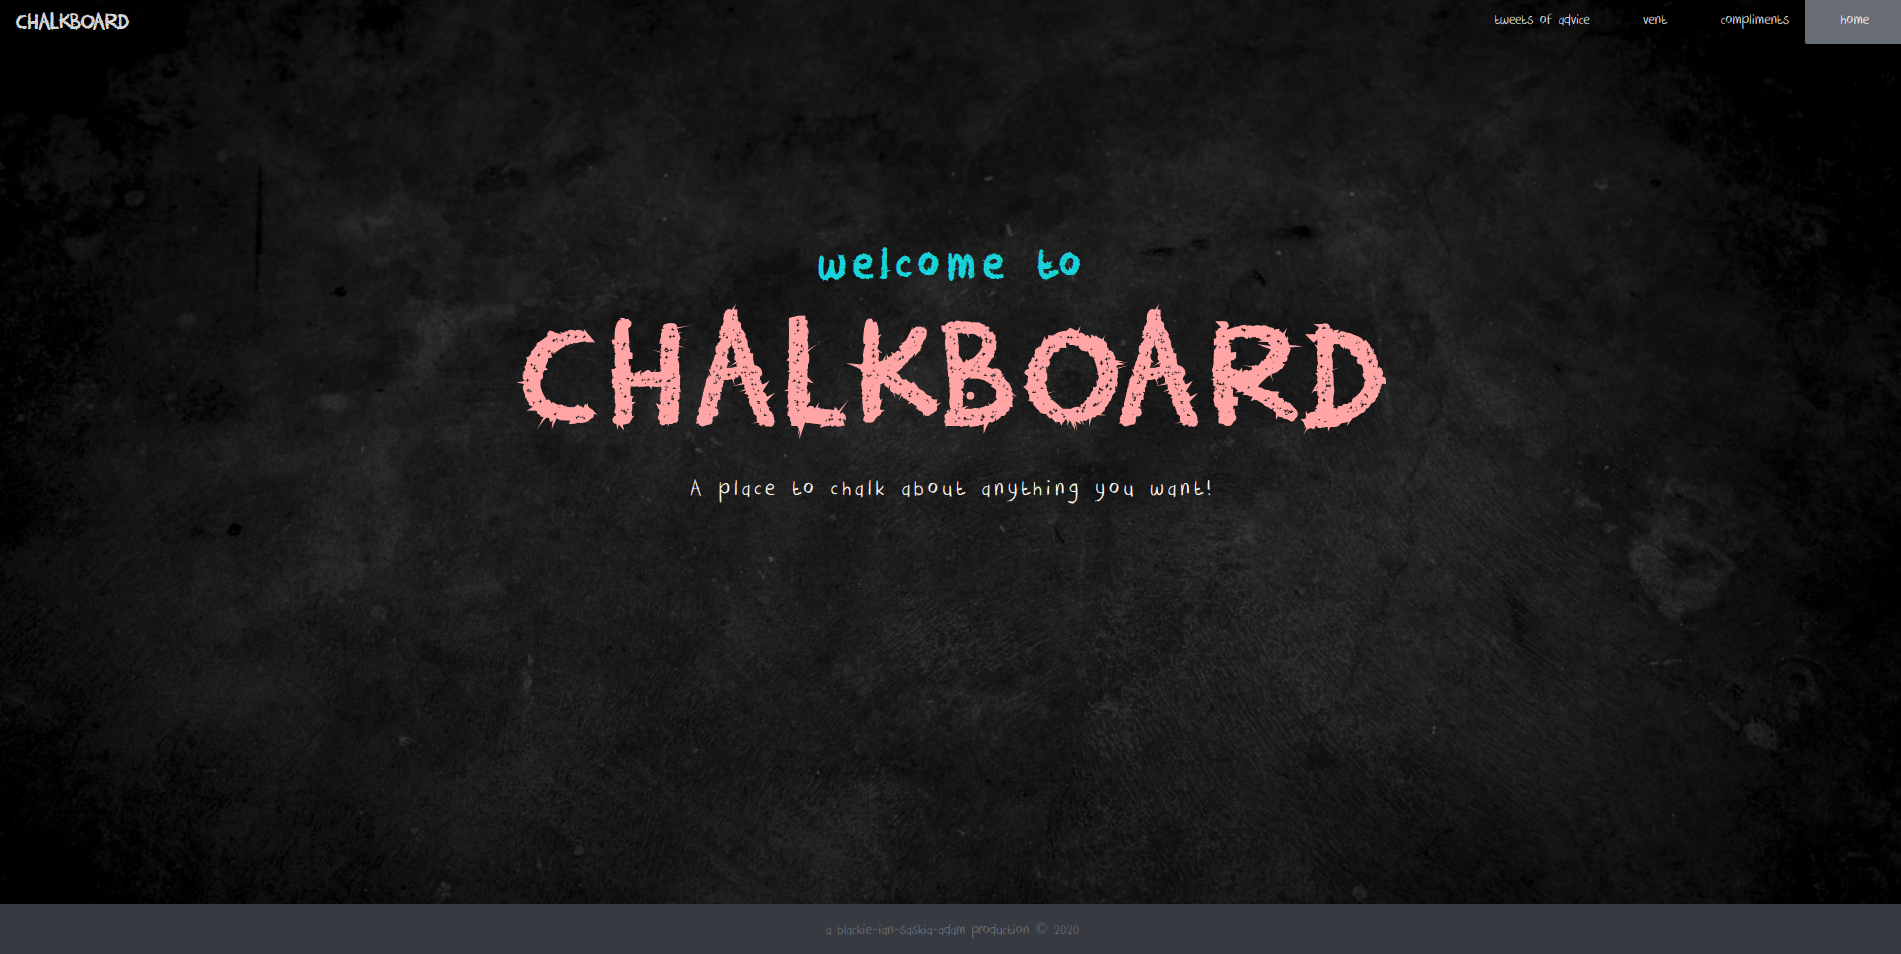 CHALKBOARD
tweets of advice vent compliments home
welcome to
CHALKBOARD
A place to chalk about anything you want!
a blackie-ian-saskia-adam production © 2020